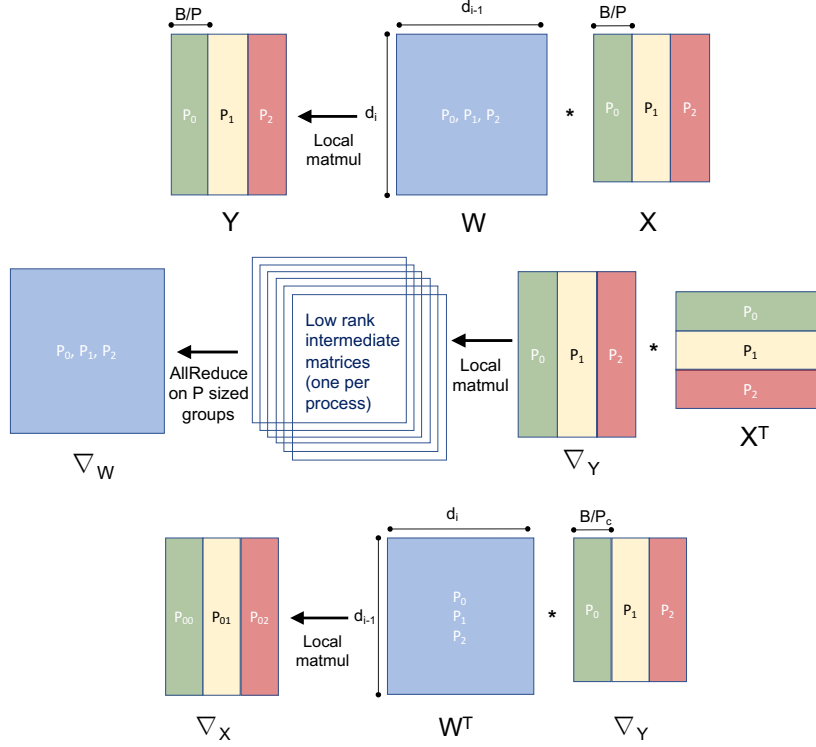 B/P
d_{i-1}
B/P
P₀ P₁ P₂
Local
matmul
d_i
P₀, P₁, P₂
*
P₀ P₁ P₂
Y
W
X
P₀, P₁, P₂
AllReduce
on P sized
groups
Low rank
intermediate
matrices
(one per
process)
Local
matmul
P₀ P₁ P₂
*
P₀
P₁
P₂
∇_W
∇_Y
X^T
d_i
B/P_c
P₀₀ P₀₁ P₀₂
Local
matmul
d_{i-1}
P₀
P₁
P₂
*
P₀ P₁ P₂
∇_X
W^T
∇_Y